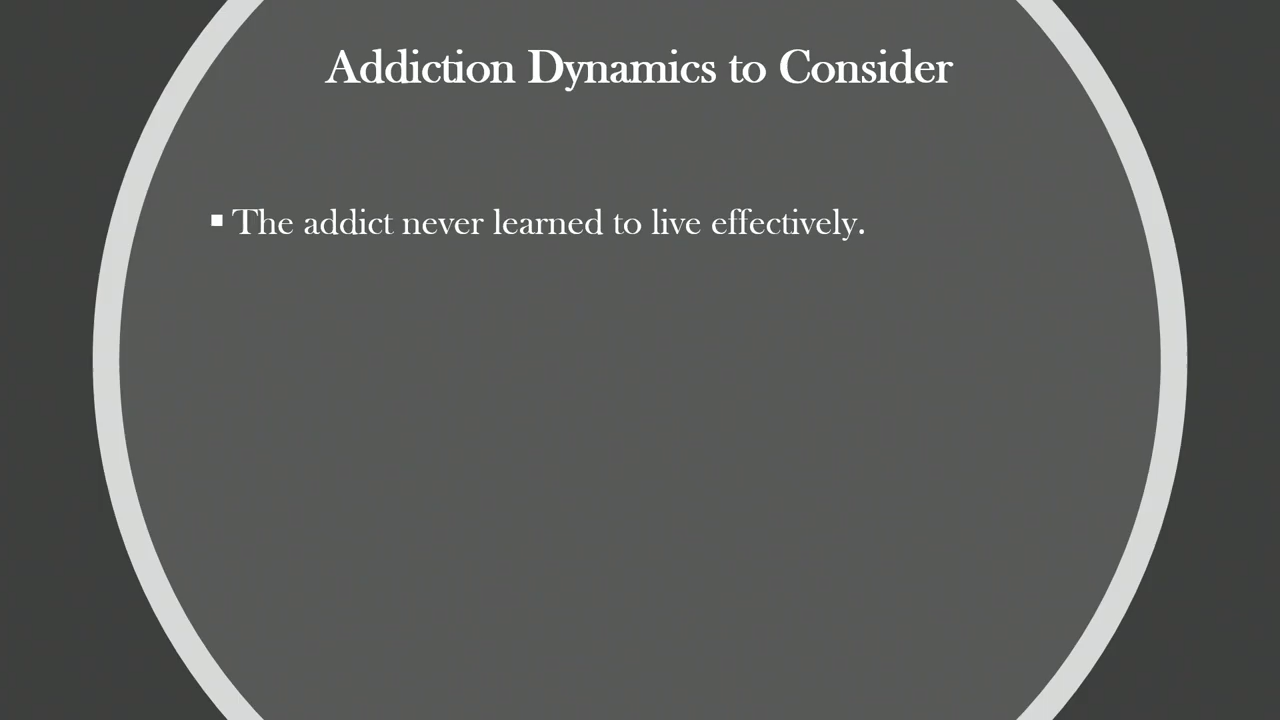 Addiction Dynamics to Consider
▪ The addict never learned to live effectively.